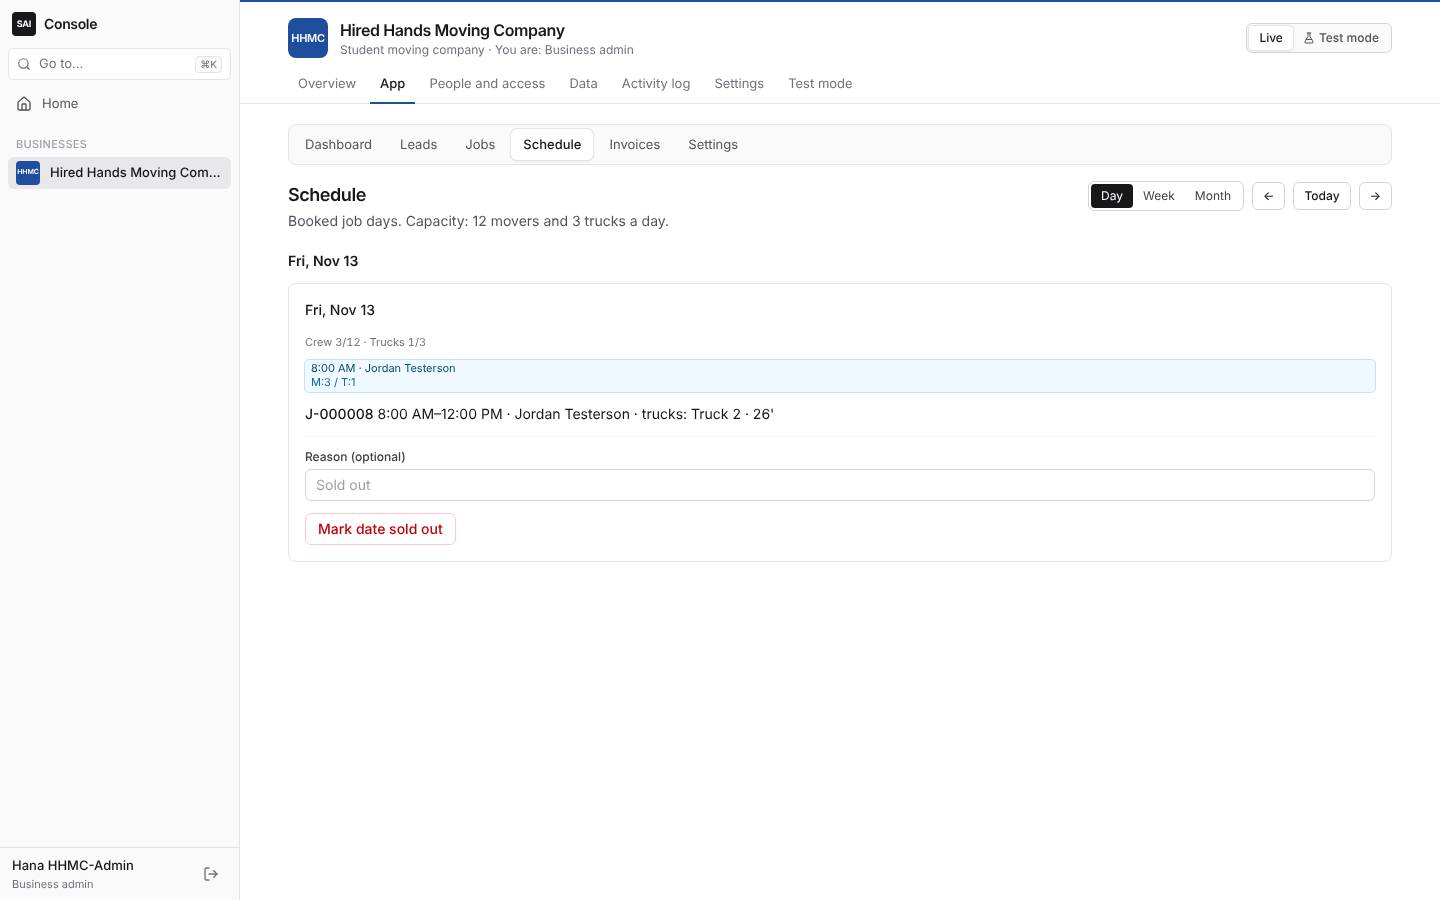 SAI Console
Go to... ⌘K
Home
BUSINESSES
HHMC Hired Hands Moving Com...
Hana HHMC-Admin
Business admin
HHMC
Hired Hands Moving Company
Student moving company · You are: Business admin
Live Test mode
Overview App People and access Data Activity log Settings Test mode
Dashboard Leads Jobs Schedule Invoices Settings
Schedule
Day Week Month ← Today →
Booked job days. Capacity: 12 movers and 3 trucks a day.
Fri, Nov 13
Fri, Nov 13
Crew 3/12 · Trucks 1/3
8:00 AM · Jordan Testerson
M:3 / T:1
J-000008 8:00 AM–12:00 PM · Jordan Testerson · trucks: Truck 2 · 26'
Reason (optional)
Sold out
Mark date sold out